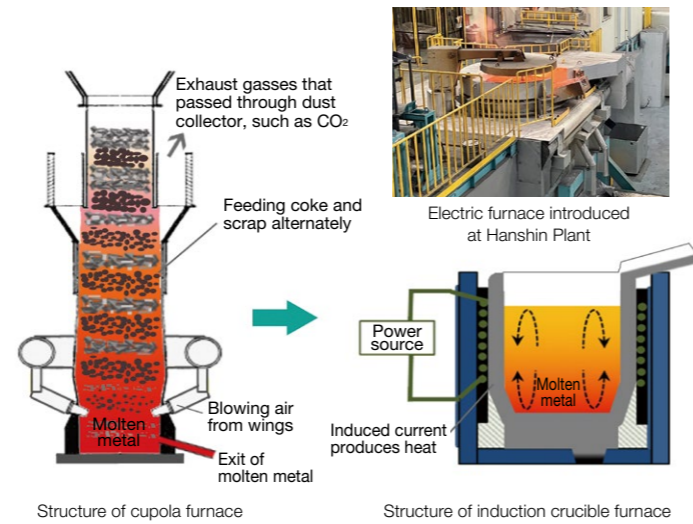 Exhaust gasses that
passed through dust
collector, such as CO2
Feeding coke and
scrap alternately
Blowing air
from wings
Molten
metal
Exit of
molten metal
Structure of cupola furnace
Electric furnace introduced
at Hanshin Plant
Power
source
Molten
metal
Induced current
produces heat
Structure of induction crucible furnace